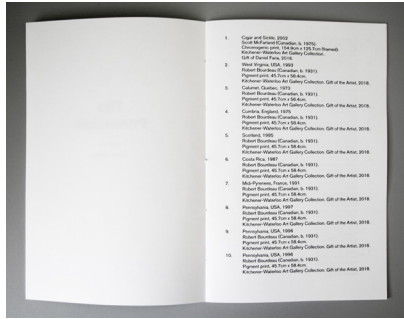 1. Cigar and Sickle, 2003
Scott McFarland (Canadian, b. 1975).
Chromogenic print, 154.9cm x 125.7cm (framed).
Kitchener-Waterloo Art Gallery Collection.
Gift of Daniel Faria, 2018.
2. West Virginia, USA, 1993
Robert Bourdeau (Canadian, b. 1931).
Pigment print, 45.7cm x 58.4cm.
Kitchener-Waterloo Art Gallery Collection. Gift of the Artist, 2018.
3. Calumet, Quebec, 1973
Robert Bourdeau (Canadian, b. 1931).
Pigment print, 45.7cm x 58.4cm.
Kitchener-Waterloo Art Gallery Collection. Gift of the Artist, 2018.
4. Cumbria, England, 1975
Robert Bourdeau (Canadian, b. 1931).
Pigment print, 45.7cm x 58.4cm.
Kitchener-Waterloo Art Gallery Collection. Gift of the Artist, 2018.
5. Scotland, 1985
Robert Bourdeau (Canadian, b. 1931).
Pigment print, 45.7cm x 58.4cm.
Kitchener-Waterloo Art Gallery Collection. Gift of the Artist, 2018.
6. Costa Rica, 1987
Robert Bourdeau (Canadian, b. 1931).
Pigment print, 45.7cm x 58.4cm.
Kitchener-Waterloo Art Gallery Collection. Gift of the Artist, 2018.
7. Midi-Pyrenees, France, 1991
Robert Bourdeau (Canadian, b. 1931).
Pigment print, 45.7cm x 58.4cm.
Kitchener-Waterloo Art Gallery Collection. Gift of the Artist, 2018.
8. Pennsylvania, USA, 1997
Robert Bourdeau (Canadian, b. 1931).
Pigment print, 45.7cm x 58.4cm.
Kitchener-Waterloo Art Gallery Collection. Gift of the Artist, 2018.
9. Pennsylvania, USA, 1998
Robert Bourdeau (Canadian, b. 1931).
Pigment print, 45.7cm x 58.4cm.
Kitchener-Waterloo Art Gallery Collection. Gift of the Artist, 2018.
10. Pennsylvania, USA, 1996
Robert Bourdeau (Canadian, b. 1931).
Pigment print, 45.7cm x 58.4cm.
Kitchener-Waterloo Art Gallery Collection. Gift of the Artist, 2018.